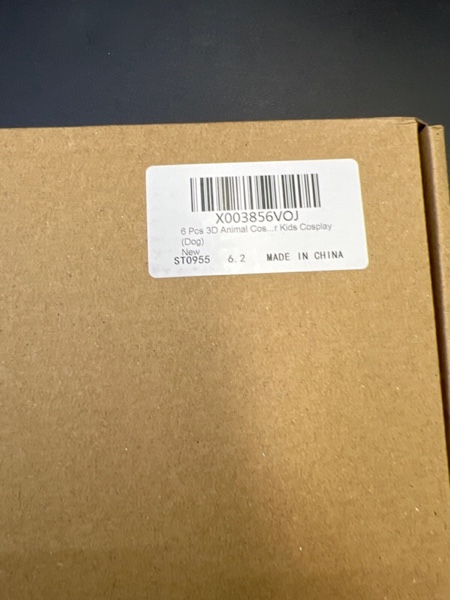 X003856VOJ
6 Pcs 3D Animal Cos...r Kids Cosplay
(Dog)
New
ST0955 6.2 MADE IN CHINA